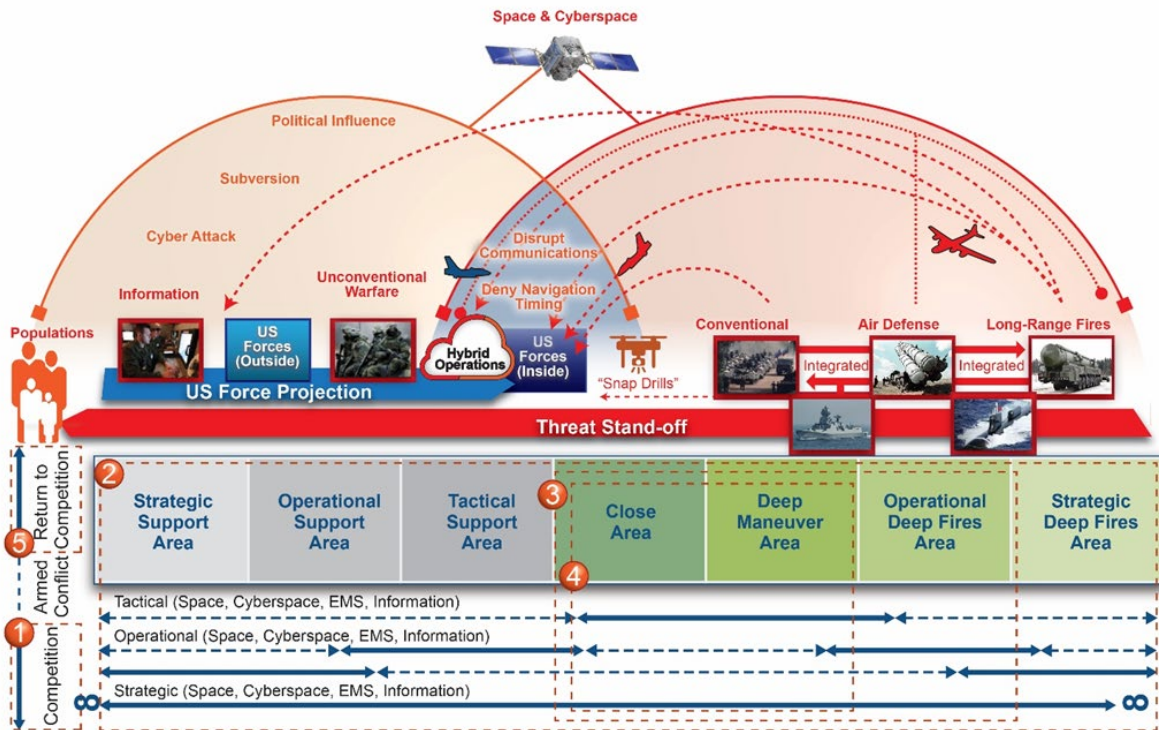 Space & Cyberspace
Political Influence
Subversion
Cyber Attack
Disrupt
Communications
Unconventional
Warfare
Information
Deny Navigation
Timing
Populations
US
Forces
(Outside)
Hybrid
Operations
US
Forces
(Inside)
Conventional
Air Defense
Long-Range Fires
Integrated
Integrated
"Snap Drills"
US Force Projection
Threat Stand-off
2
Strategic
Support
Area
Operational
Support
Area
Tactical
Support
Area
3
Close
Area
Deep
Maneuver
Area
Operational
Deep Fires
Area
Strategic
Deep Fires
Area
4
5
Return to
Competition
Armed
Conflict
1
Competition
Tactical (Space, Cyberspace, EMS, Information)
Operational (Space, Cyberspace, EMS, Information)
Strategic (Space, Cyberspace, EMS, Information)
∞
∞